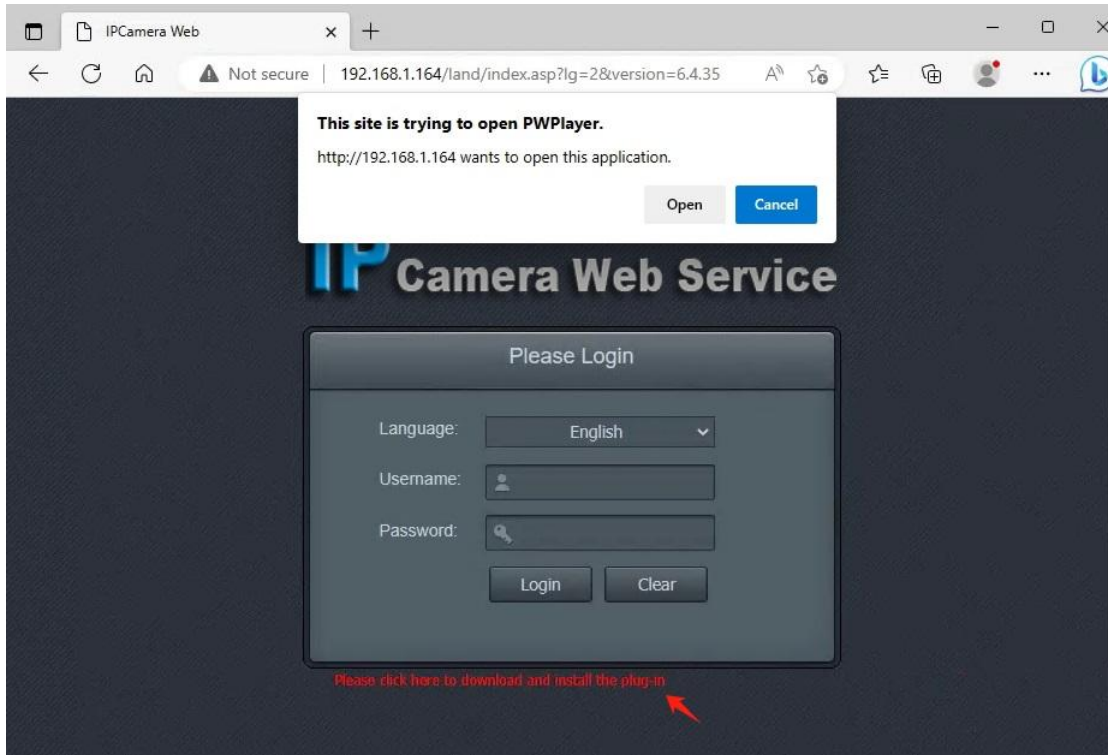 IPCamera Web
Not secure | 192.168.1.164/land/index.asp?lg=2&version=6.4.35
This site is trying to open PWPlayer.
http://192.168.1.164 wants to open this application.
Open Cancel
IP Camera Web Service
Please Login
Language: English
Username:
Password:
Login Clear
Please click here to download and install the plug-in